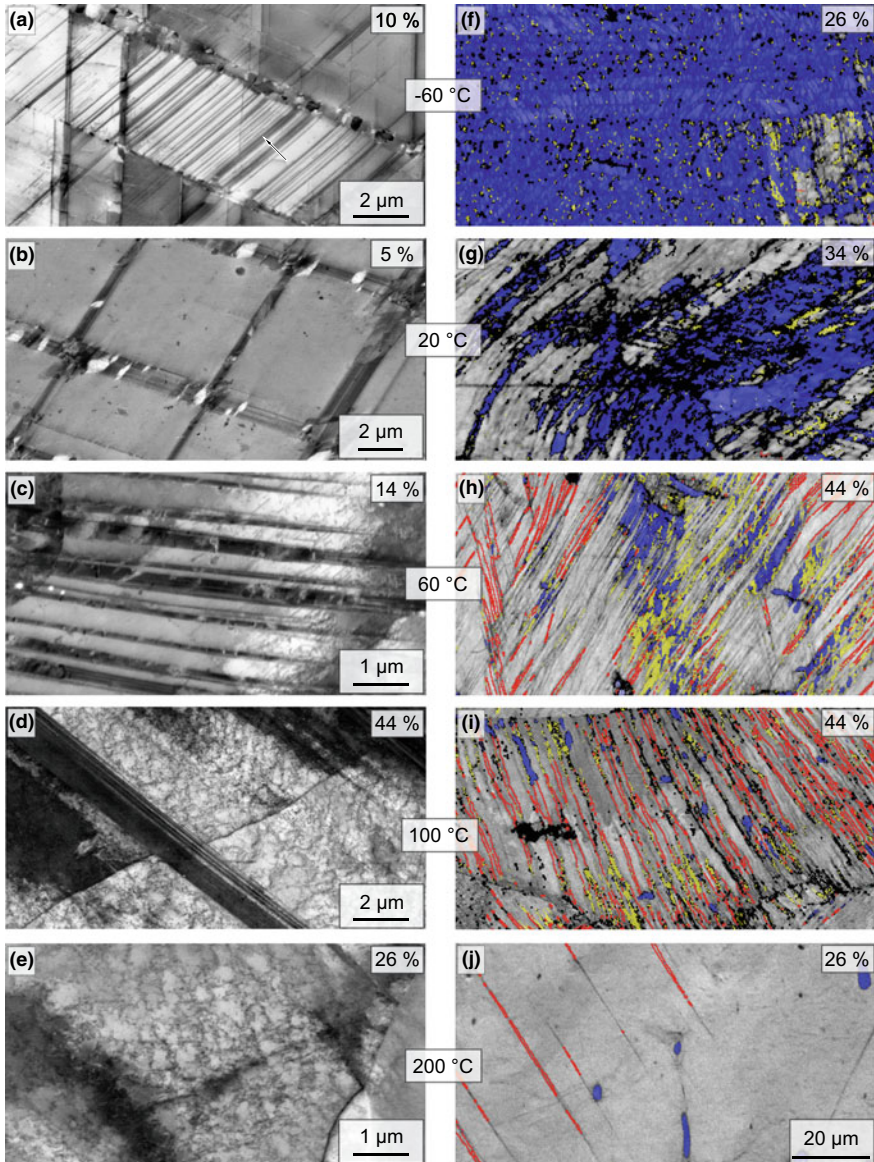 (a)
10 %
(f)
26 %
-60 °C
2 µm
(b)
5 %
(g)
34 %
20 °C
2 µm
(c)
14 %
(h)
44 %
60 °C
1 µm
(d)
44 %
(i)
44 %
100 °C
2 µm
(e)
26 %
(j)
26 %
200 °C
1 µm
20 µm